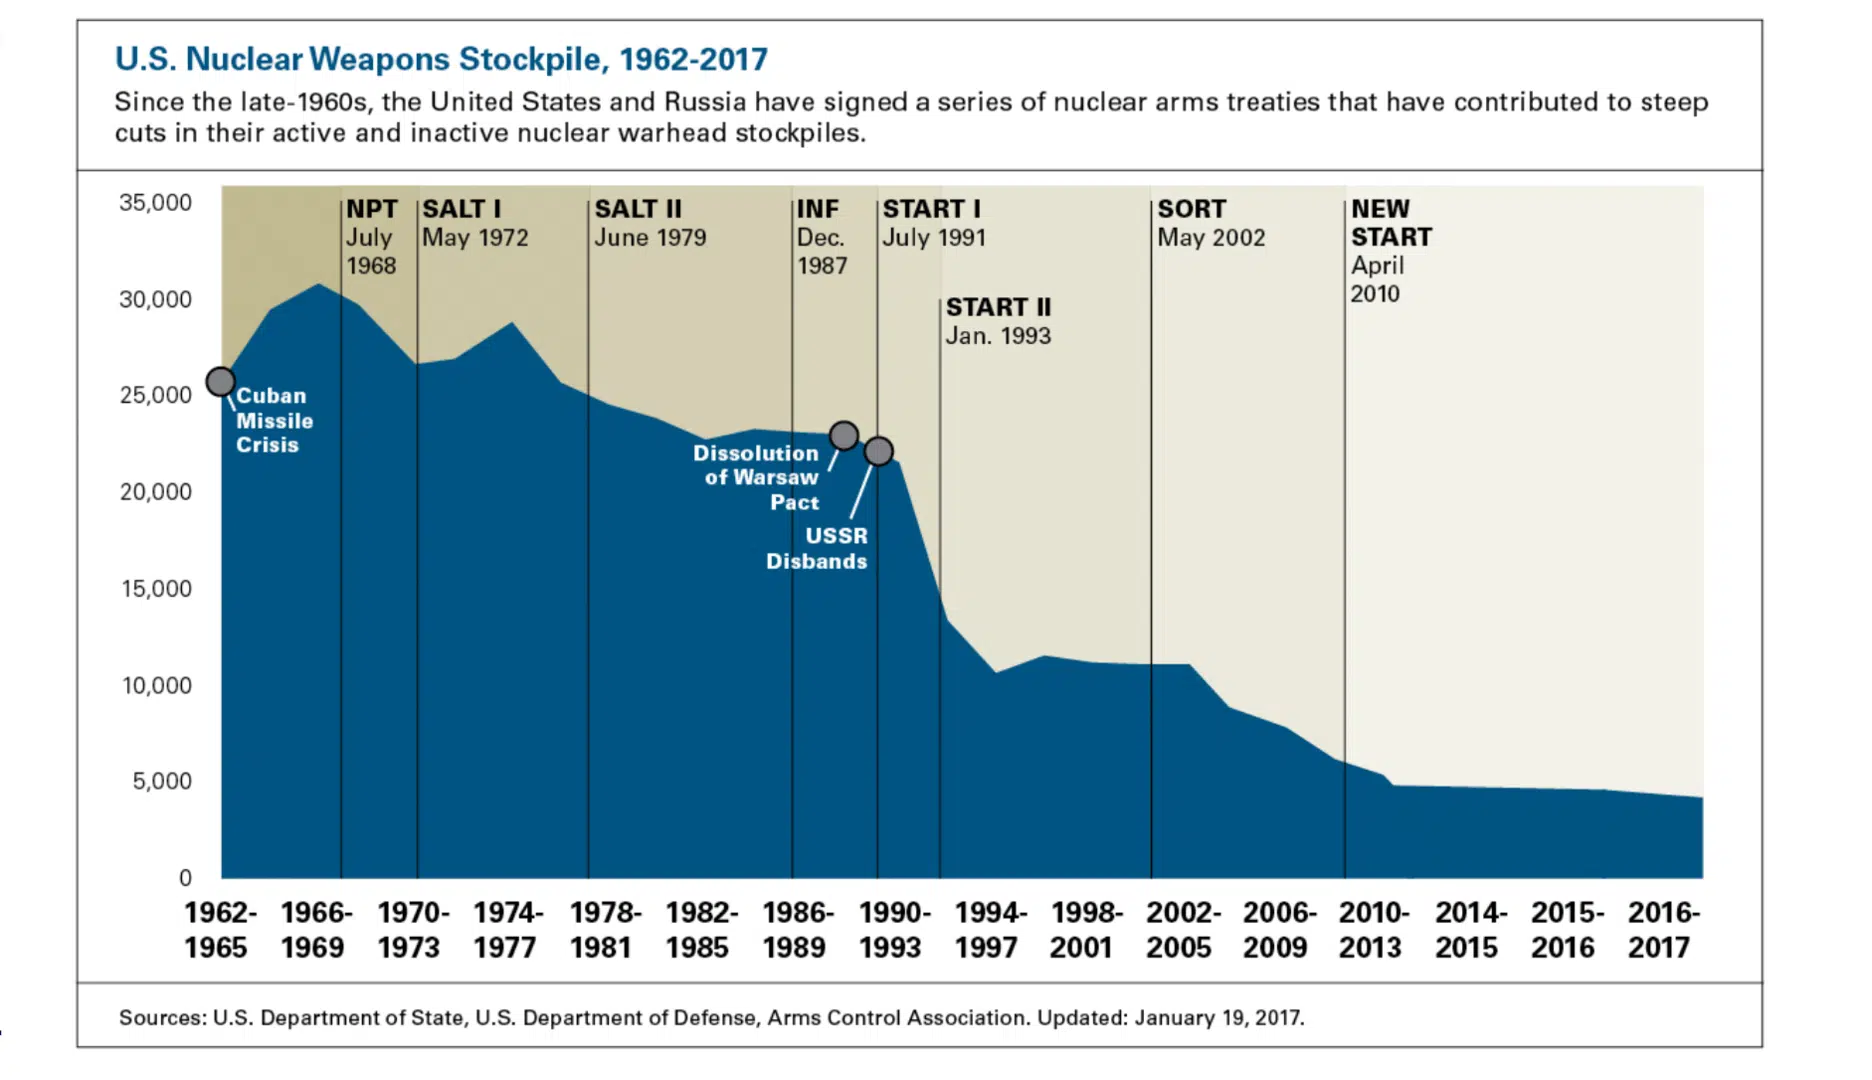 U.S. Nuclear Weapons Stockpile, 1962-2017
Since the late-1960s, the United States and Russia have signed a series of nuclear arms treaties that have contributed to steep
cuts in their active and inactive nuclear warhead stockpiles.
35,000
30,000
25,000
20,000
15,000
10,000
5,000
0
NPT
July
1968
SALT I
May 1972
SALT II
June 1979
INF
Dec.
1987
START I
July 1991
START II
Jan. 1993
SORT
May 2002
NEW
START
April
2010
Cuban
Missile
Crisis
Dissolution
of Warsaw
Pact
USSR
Disbands
1962- 1966- 1970- 1974- 1978- 1982- 1986- 1990- 1994- 1998- 2002- 2006- 2010- 2014- 2015- 2016-
1965 1969 1973 1977 1981 1985 1989 1993 1997 2001 2005 2009 2013 2015 2016 2017
Sources: U.S. Department of State, U.S. Department of Defense, Arms Control Association. Updated: January 19, 2017.